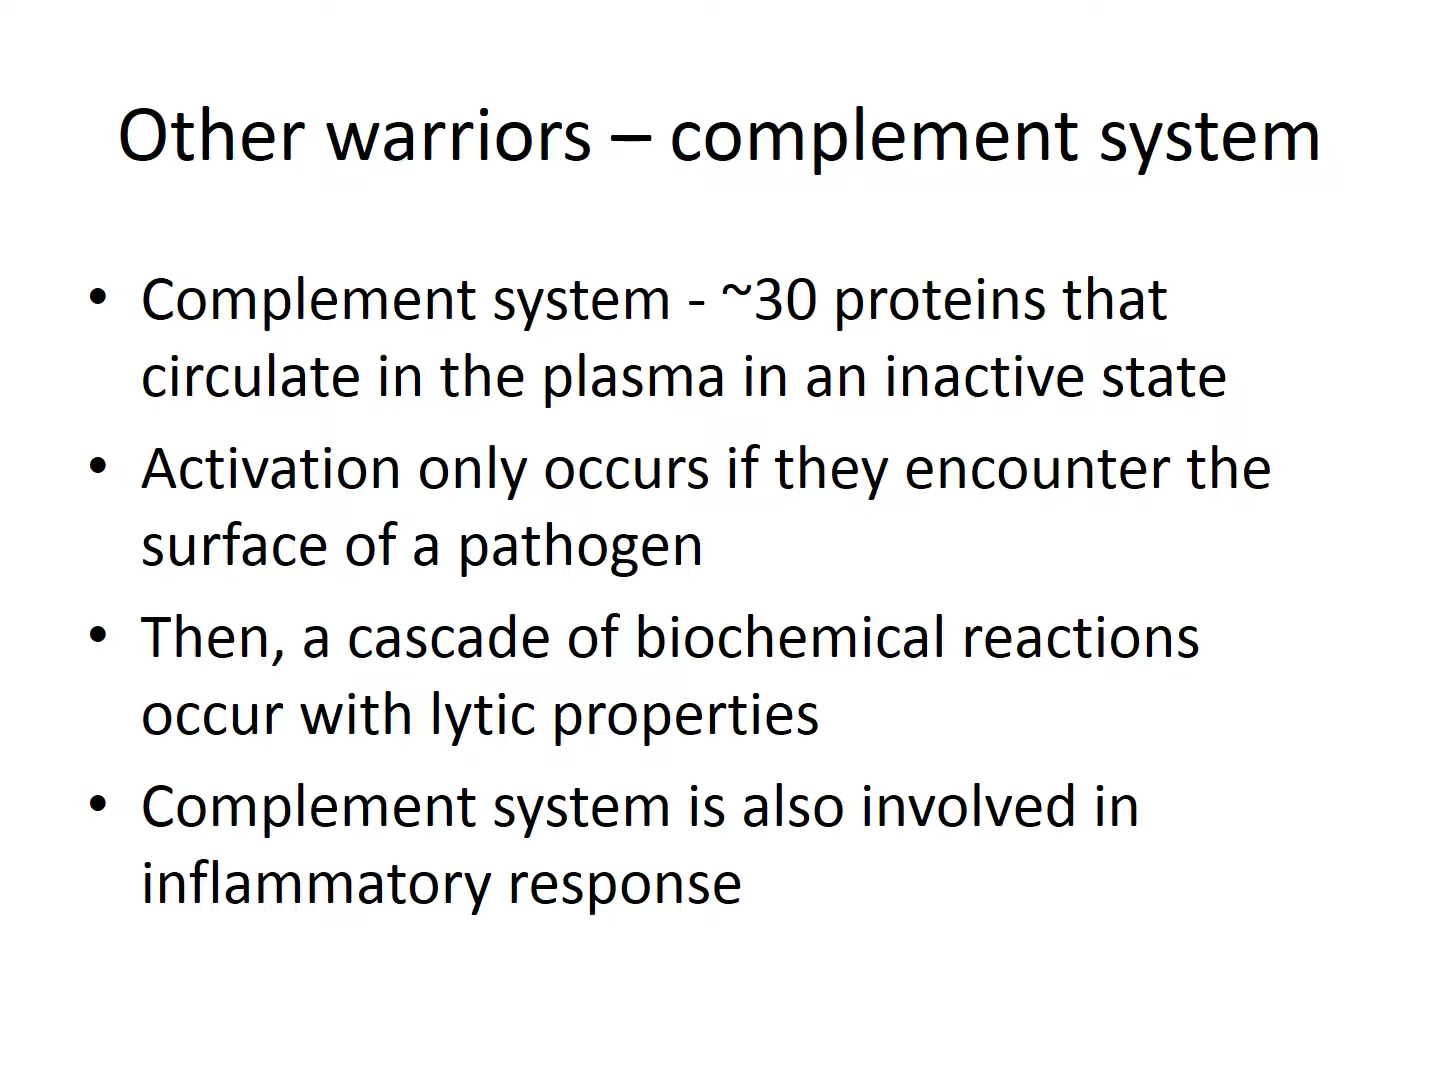 Other warriors – complement system
• Complement system - ~30 proteins that
circulate in the plasma in an inactive state
• Activation only occurs if they encounter the
surface of a pathogen
• Then, a cascade of biochemical reactions
occur with lytic properties
• Complement system is also involved in
inflammatory response